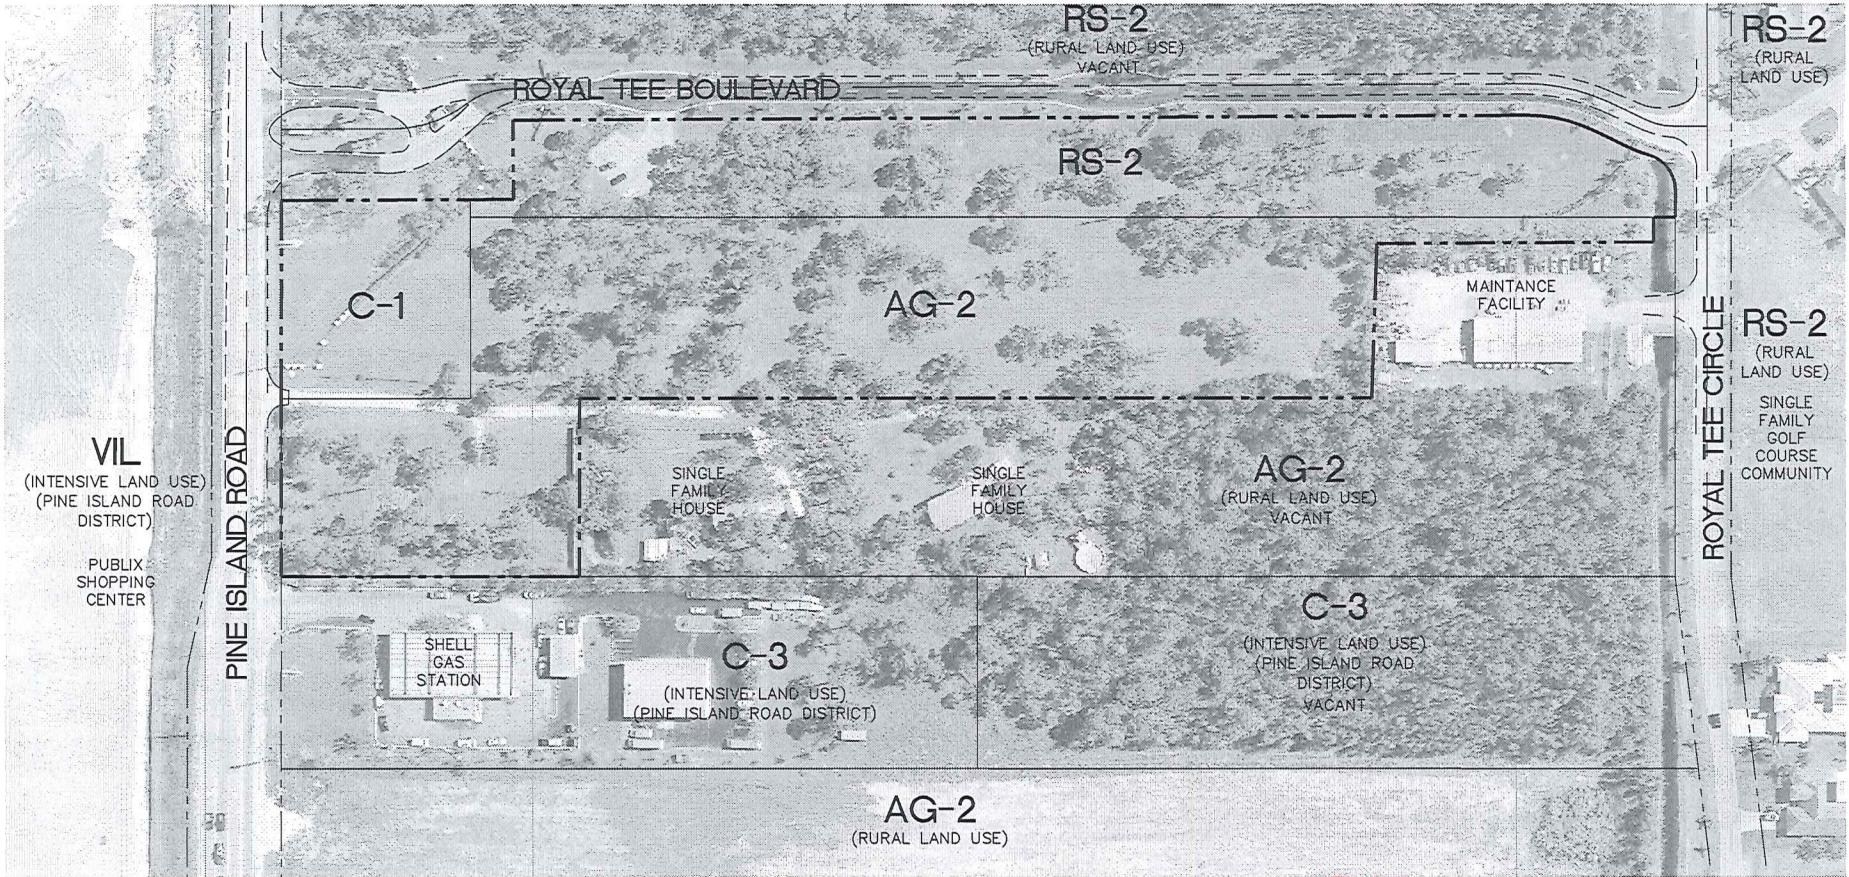 RS-2
(RURAL LAND USE)
VACANT
RS-2
(RURAL
LAND USE)
ROYAL TEE BOULEVARD
RS-2
C-1
AG-2
MAINTANCE
FACILITY
RS-2
(RURAL
LAND USE)
SINGLE
FAMILY
GOLF
COURSE
COMMUNITY
ROYAL TEE CIRCLE
VIL
(INTENSIVE LAND USE)
(PINE ISLAND ROAD
DISTRICT)
PUBLIX
SHOPPING
CENTER
PINE ISLAND ROAD
SINGLE
FAMILY
HOUSE
SINGLE
FAMILY
HOUSE
AG-2
(RURAL LAND USE)
VACANT
SHELL
GAS
STATION
C-3
(INTENSIVE LAND USE)
(PINE ISLAND ROAD DISTRICT)
C-3
(INTENSIVE LAND USE)
(PINE ISLAND ROAD
DISTRICT)
VACANT
AG-2
(RURAL LAND USE)